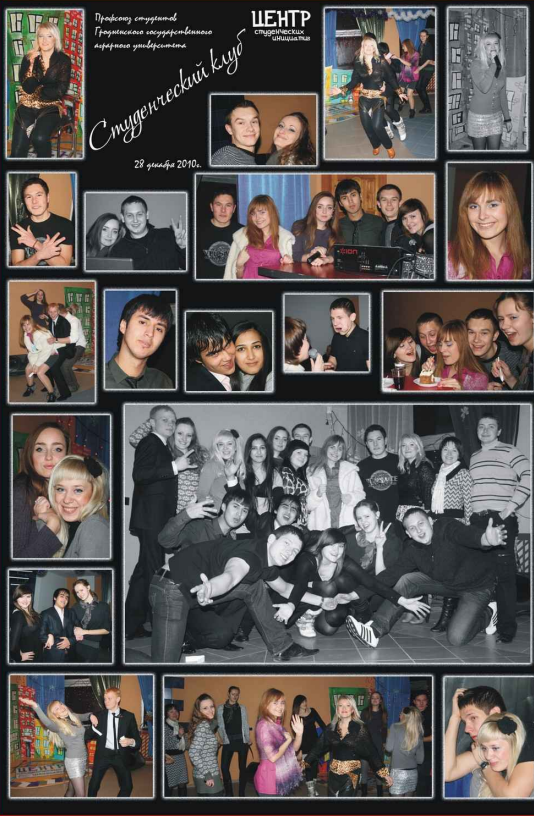 Профсоюз студентов
Гродненского государственного
аграрного университета
ЦЕНТР
студенческих
инициатив
Студенческий клуб
28 декабря 2010г.